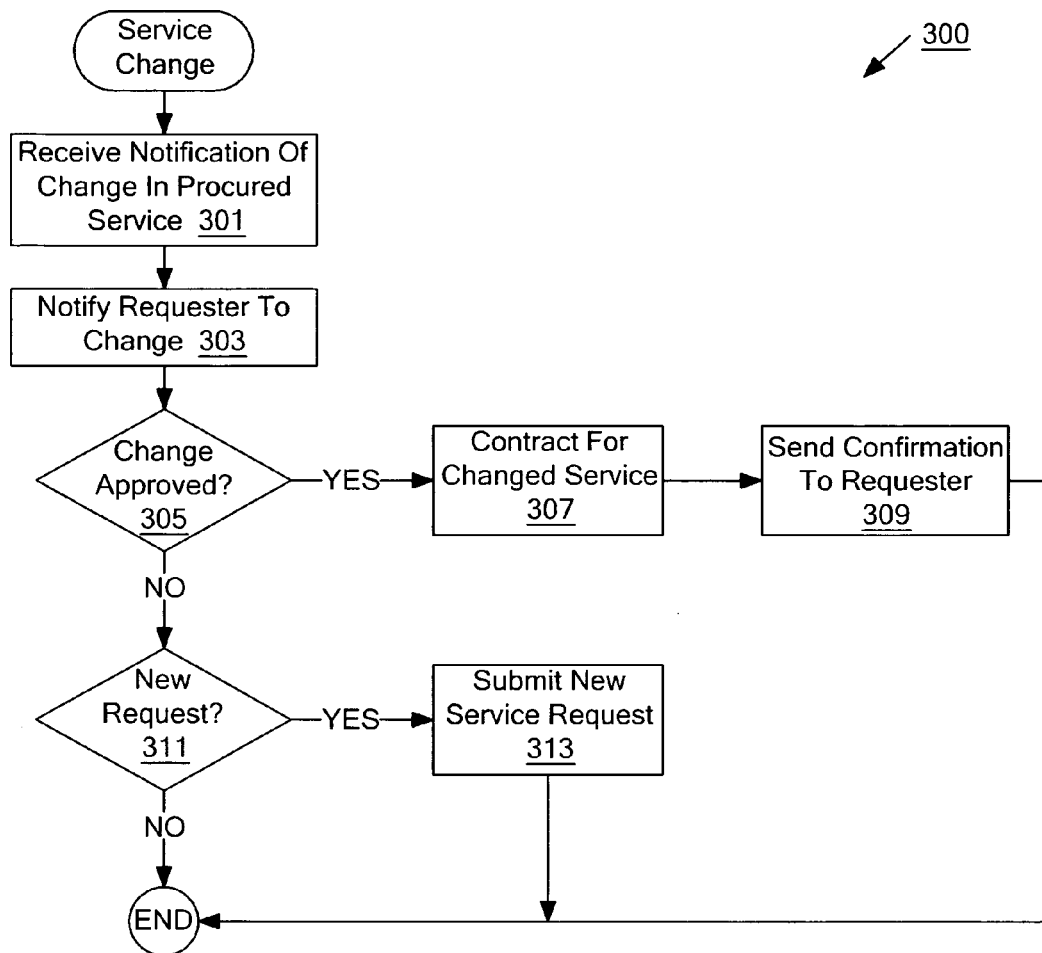 Service
Change
300
Receive Notification Of
Change In Procured
Service 301
Notify Requester To
Change 303
Change
Approved?
305
YES
Contract For
Changed Service
307
Send Confirmation
To Requester
309
NO
New
Request?
311
YES
Submit New
Service Request
313
NO
END